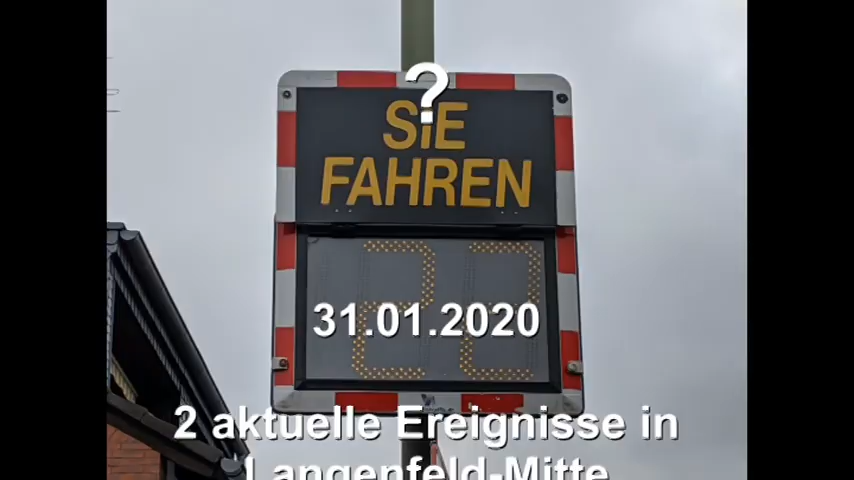 ?
SIE
FAHREN
22
31.01.2020
2 aktuelle Ereignisse in
Langenfeld-Mitte